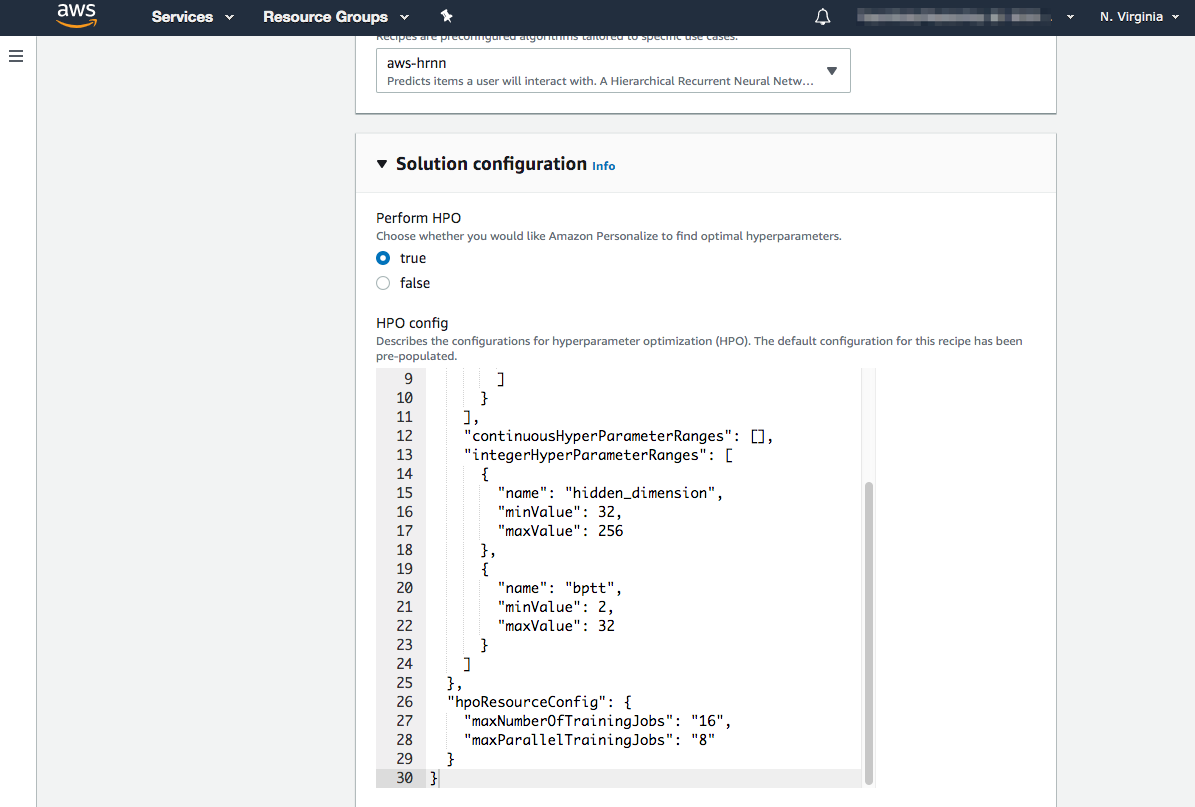 aws Services Resource Groups N. Virginia
Recipes are preconfigured algorithms tailored to specific use cases.
aws-hrnn
Predicts items a user will interact with. A Hierarchical Recurrent Neural Netw...
Solution configuration Info
Perform HPO
Choose whether you would like Amazon Personalize to find optimal hyperparameters.
true
false
HPO config
Describes the configurations for hyperparameter optimization (HPO). The default configuration for this recipe has been
pre-populated.
9 ]
10 }
11 ],
12 "continuousHyperParameterRanges": [],
13 "integerHyperParameterRanges": [
14 {
15 "name": "hidden_dimension",
16 "minValue": 32,
17 "maxValue": 256
18 },
19 {
20 "name": "bptt",
21 "minValue": 2,
22 "maxValue": 32
23 }
24 ]
25 },
26 "hpoResourceConfig": {
27 "maxNumberOfTrainingJobs": "16",
28 "maxParallelTrainingJobs": "8"
29 }
30 }